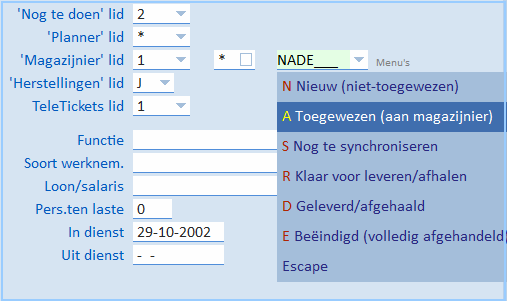 'Nog te doen' lid 2
'Planner' lid *
'Magazijnier' lid 1 * NADE___ Menu's
N Nieuw (niet-toegewezen)
'Herstellingen' lid J
A Toegewezen (aan magazijnier)
TeleTickets lid 1
S Nog te synchroniseren
Functie
R Klaar voor leveren/afhalen
Soort werknem.
D Geleverd/afgehaald
Loon/salaris
E Beëindigd (volledig afgehandeld)
Pers.ten laste 0
Escape
In dienst 29-10-2002
Uit dienst - -